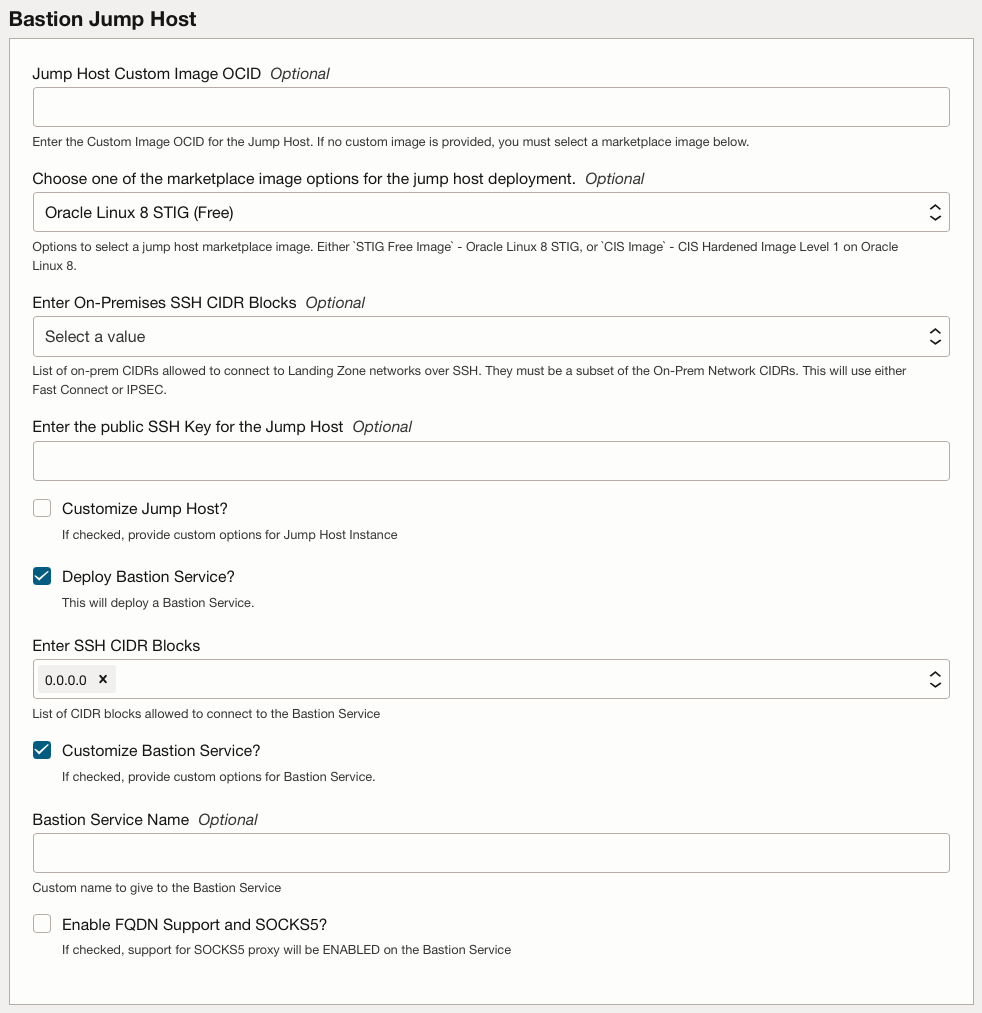 Bastion Jump Host
Jump Host Custom Image OCID Optional
Enter the Custom Image OCID for the Jump Host. If no custom image is provided, you must select a marketplace image below.
Choose one of the marketplace image options for the jump host deployment. Optional
Oracle Linux 8 STIG (Free)
Options to select a jump host marketplace image. Either `STIG Free Image` - Oracle Linux 8 STIG, or `CIS Image` - CIS Hardened Image Level 1 on Oracle
Linux 8.
Enter On-Premises SSH CIDR Blocks Optional
Select a value
List of on-prem CIDRs allowed to connect to Landing Zone networks over SSH. They must be a subset of the On-Prem Network CIDRs. This will use either
Fast Connect or IPSEC.
Enter the public SSH Key for the Jump Host Optional
Customize Jump Host?
If checked, provide custom options for Jump Host Instance
Deploy Bastion Service?
This will deploy a Bastion Service.
Enter SSH CIDR Blocks
0.0.0.0
List of CIDR blocks allowed to connect to the Bastion Service
Customize Bastion Service?
If checked, provide custom options for Bastion Service.
Bastion Service Name Optional
Custom name to give to the Bastion Service
Enable FQDN Support and SOCKS5?
If checked, support for SOCKS5 proxy will be ENABLED on the Bastion Service